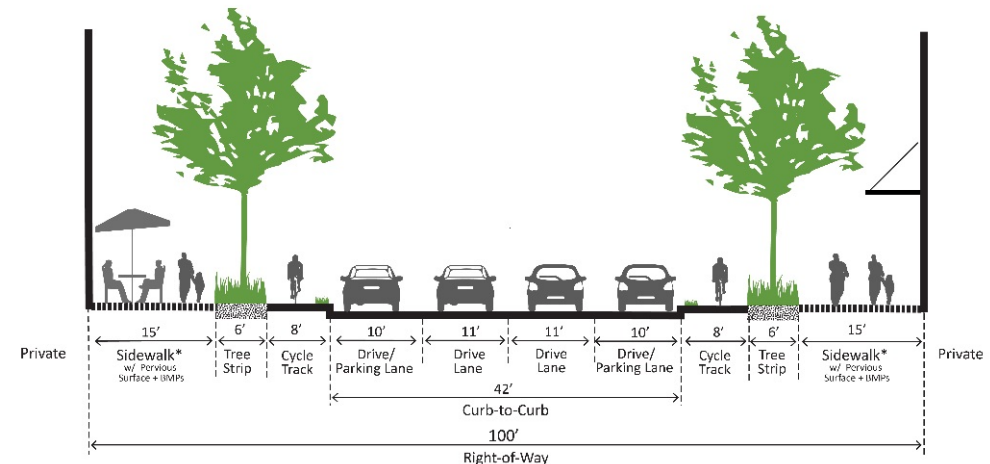 15’ 6’ 8’ 10’ 11’ 11’ 10’ 8’ 6’ 15’
Private
Sidewalk*
w/ Pervious
Surface + BMPs
Tree
Strip
Cycle
Track
Drive/
Parking Lane
Drive
Lane
Drive
Lane
Drive/
Parking Lane
Cycle
Track
Tree
Strip
Sidewalk*
w/ Pervious
Surface + BMPs
Private
42’
Curb-to-Curb
100’
Right-of-Way